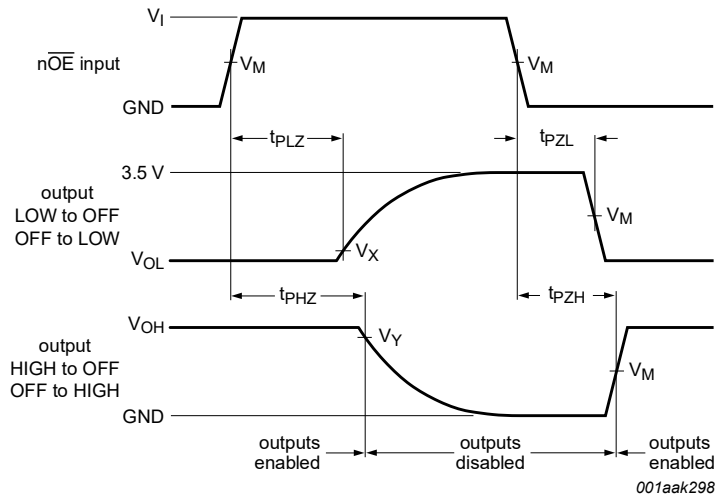 V_I
nO̅E̅ input
V_M
V_M
GND
t_PLZ
t_PZL
3.5 V
output
LOW to OFF
OFF to LOW
V_M
V_X
V_OL
t_PHZ
t_PZH
V_OH
V_Y
output
HIGH to OFF
OFF to HIGH
V_M
GND
outputs
enabled
outputs
disabled
outputs
enabled
001aak298